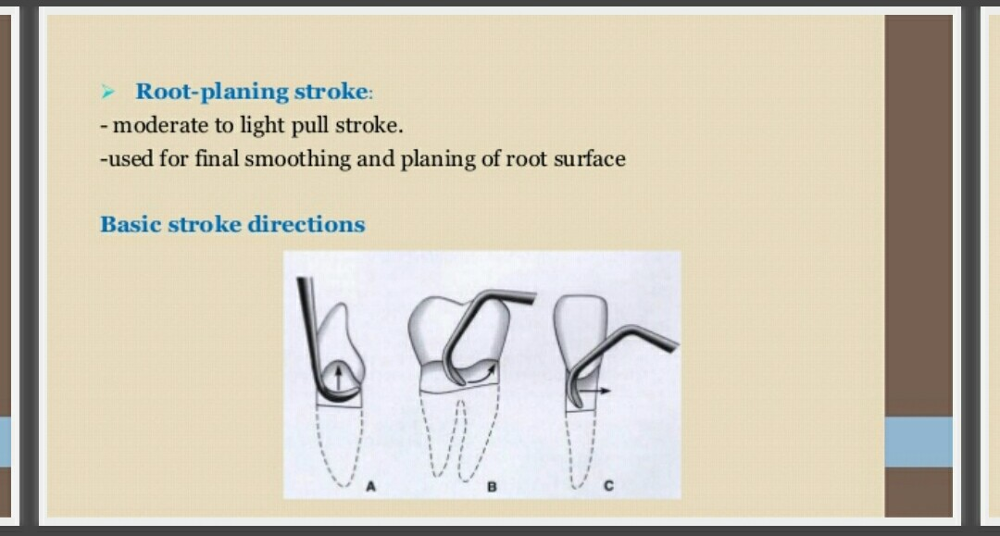 ➢ Root-planing stroke:
- moderate to light pull stroke.
-used for final smoothing and planing of root surface
Basic stroke directions
A B C